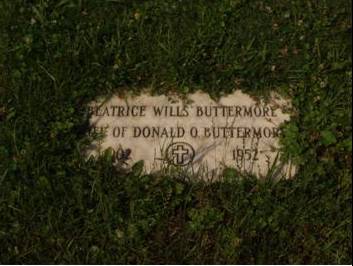 BEATRICE WILLS BUTTERMORE
OF DONALD O. BUTTERMORE
1952